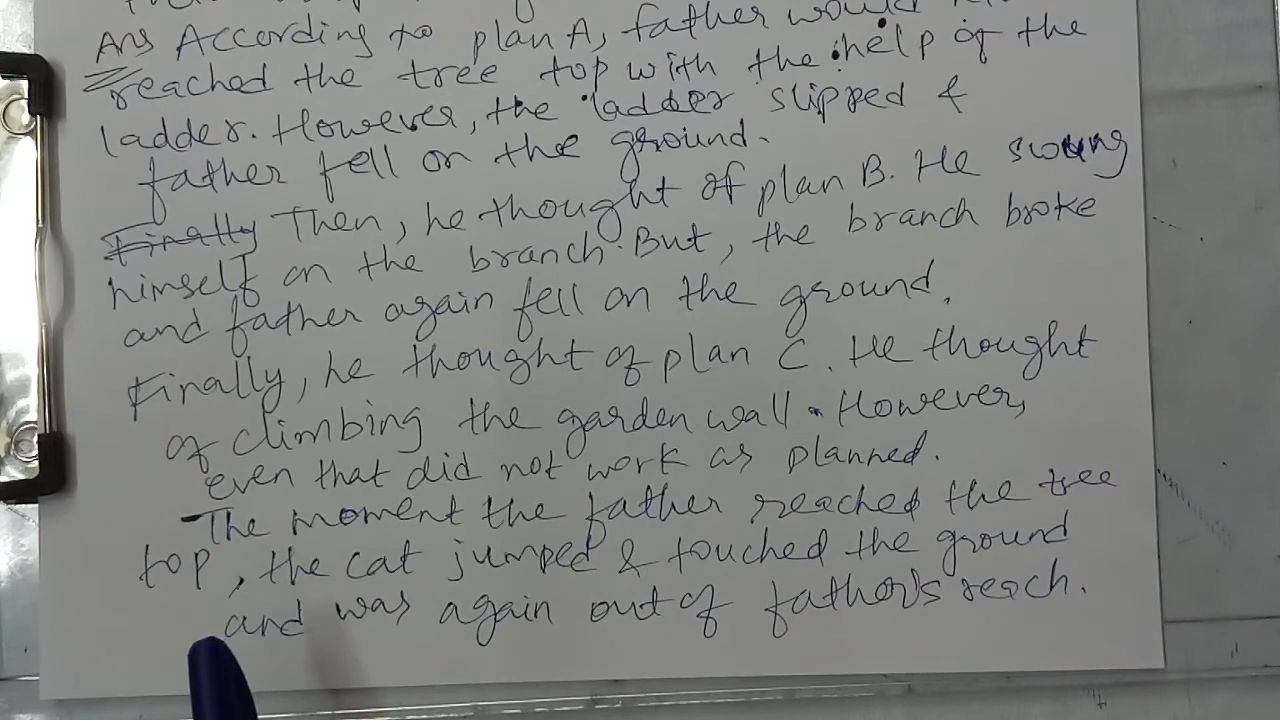 Ans According to plan A, father would
reached the tree top with the help of the
ladder. However, the ladder slipped &
father fell on the ground.
Finally Then, he thought of plan B. He swung
himself on the branch. But, the branch broke
and father again fell on the ground.
Finally, he thought of plan C. He thought
of climbing the garden wall. However,
even that did not work as planned.
-The moment the father reached the tree
top, the cat jumped & touched the ground
and was again out of father's reach.